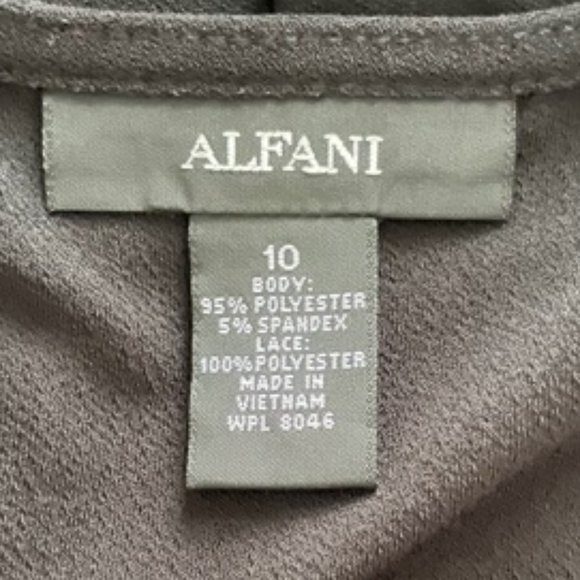 ALFANI
10
BODY:
95% POLYESTER
5% SPANDEX
LACE:
100%POLYESTER
MADE IN
VIETNAM
WPL 8046